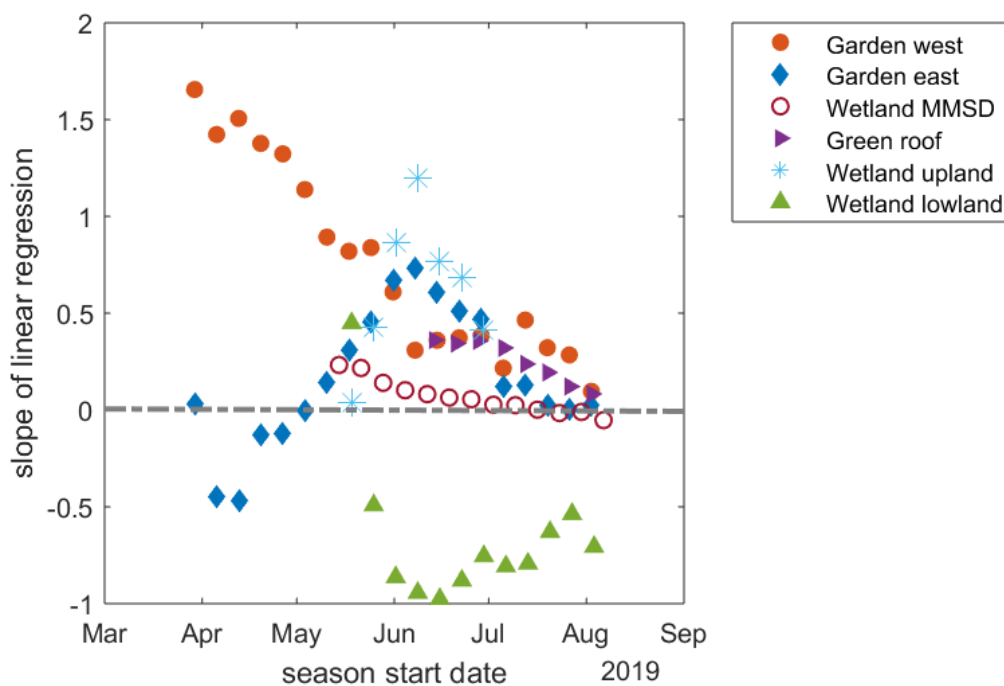 2
1.5
1
0.5
0
-0.5
-1
slope of linear regression
Mar Apr May Jun Jul Aug Sep
season start date 2019
Garden west
Garden east
Wetland MMSD
Green roof
Wetland upland
Wetland lowland